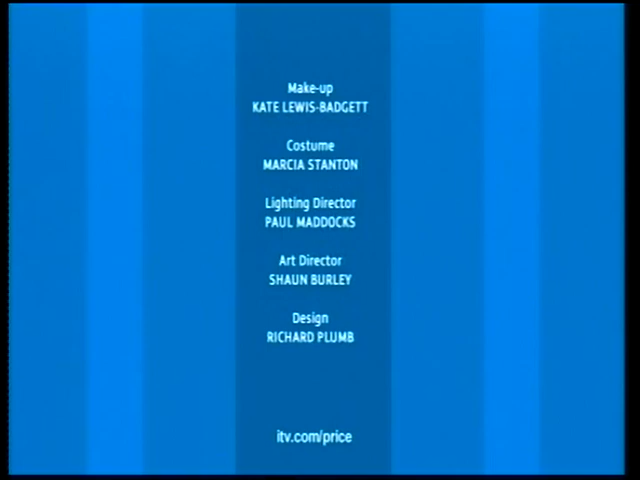 Make-up
KATE LEWIS-BADGETT
Costume
MARCIA STANTON
Lighting Director
PAUL MADDOCKS
Art Director
SHAUN BURLEY
Design
RICHARD PLUMB
itv.com/price